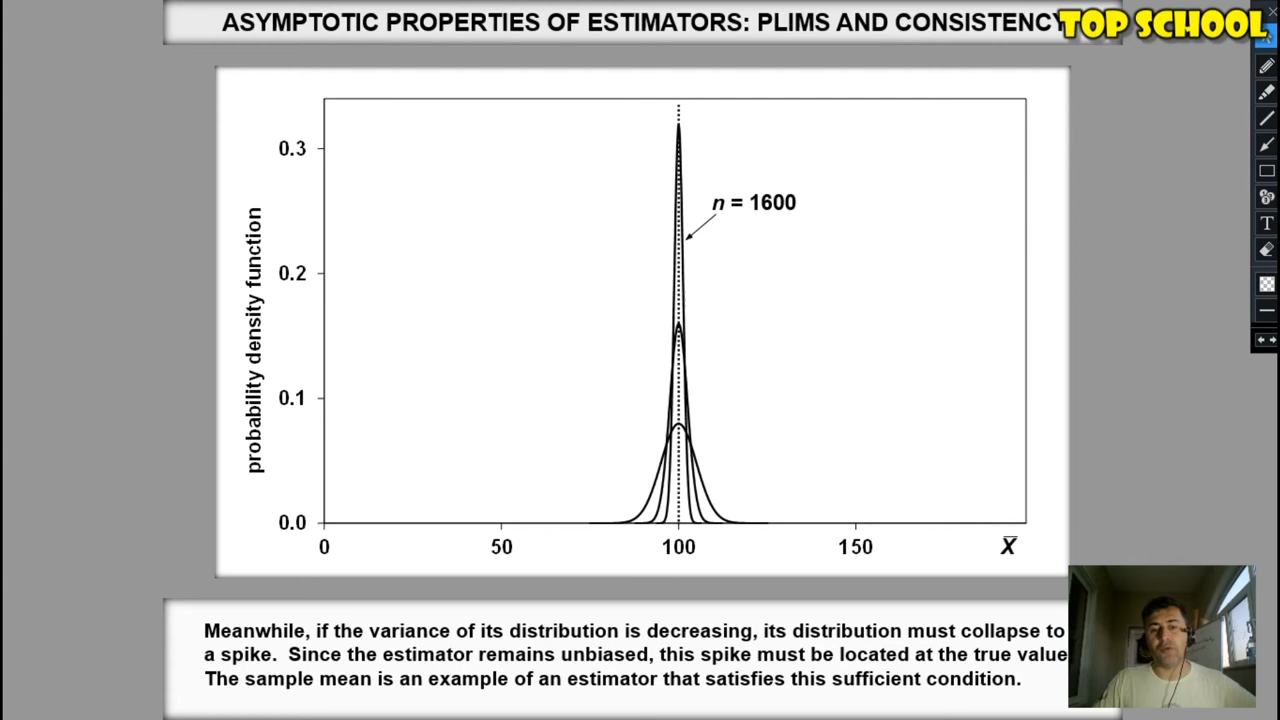 ASYMPTOTIC PROPERTIES OF ESTIMATORS: PLIMS AND CONSISTENCY
TOP SCHOOL
probability density function
0.3
0.2
0.1
0.0
n = 1600
0
50
100
150
X̅
T
Meanwhile, if the variance of its distribution is decreasing, its distribution must collapse to
a spike. Since the estimator remains unbiased, this spike must be located at the true value
The sample mean is an example of an estimator that satisfies this sufficient condition.